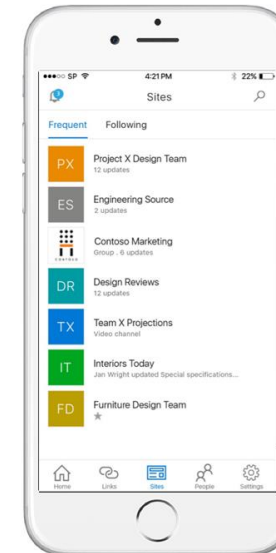 SP 4:21 PM 22%
3
Sites
Frequent Following
PX Project X Design Team
12 updates
ES Engineering Source
2 updates
Contoso Marketing
CONTOSO Group . 6 updates
DR Design Reviews
12 updates
TX Team X Projections
Video channel
IT Interiors Today
Jan Wright updated Special specifications...
FD Furniture Design Team
Home Links Sites People Settings